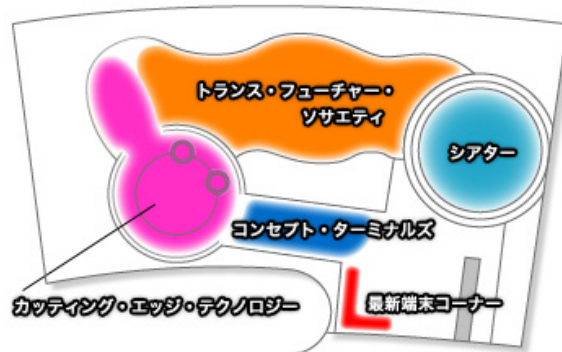 トランス・フューチャー・
ソサエティ
シアター
コンセプト・ターミナルズ
カッティング・エッジ・テクノロジー
最新端末コーナー